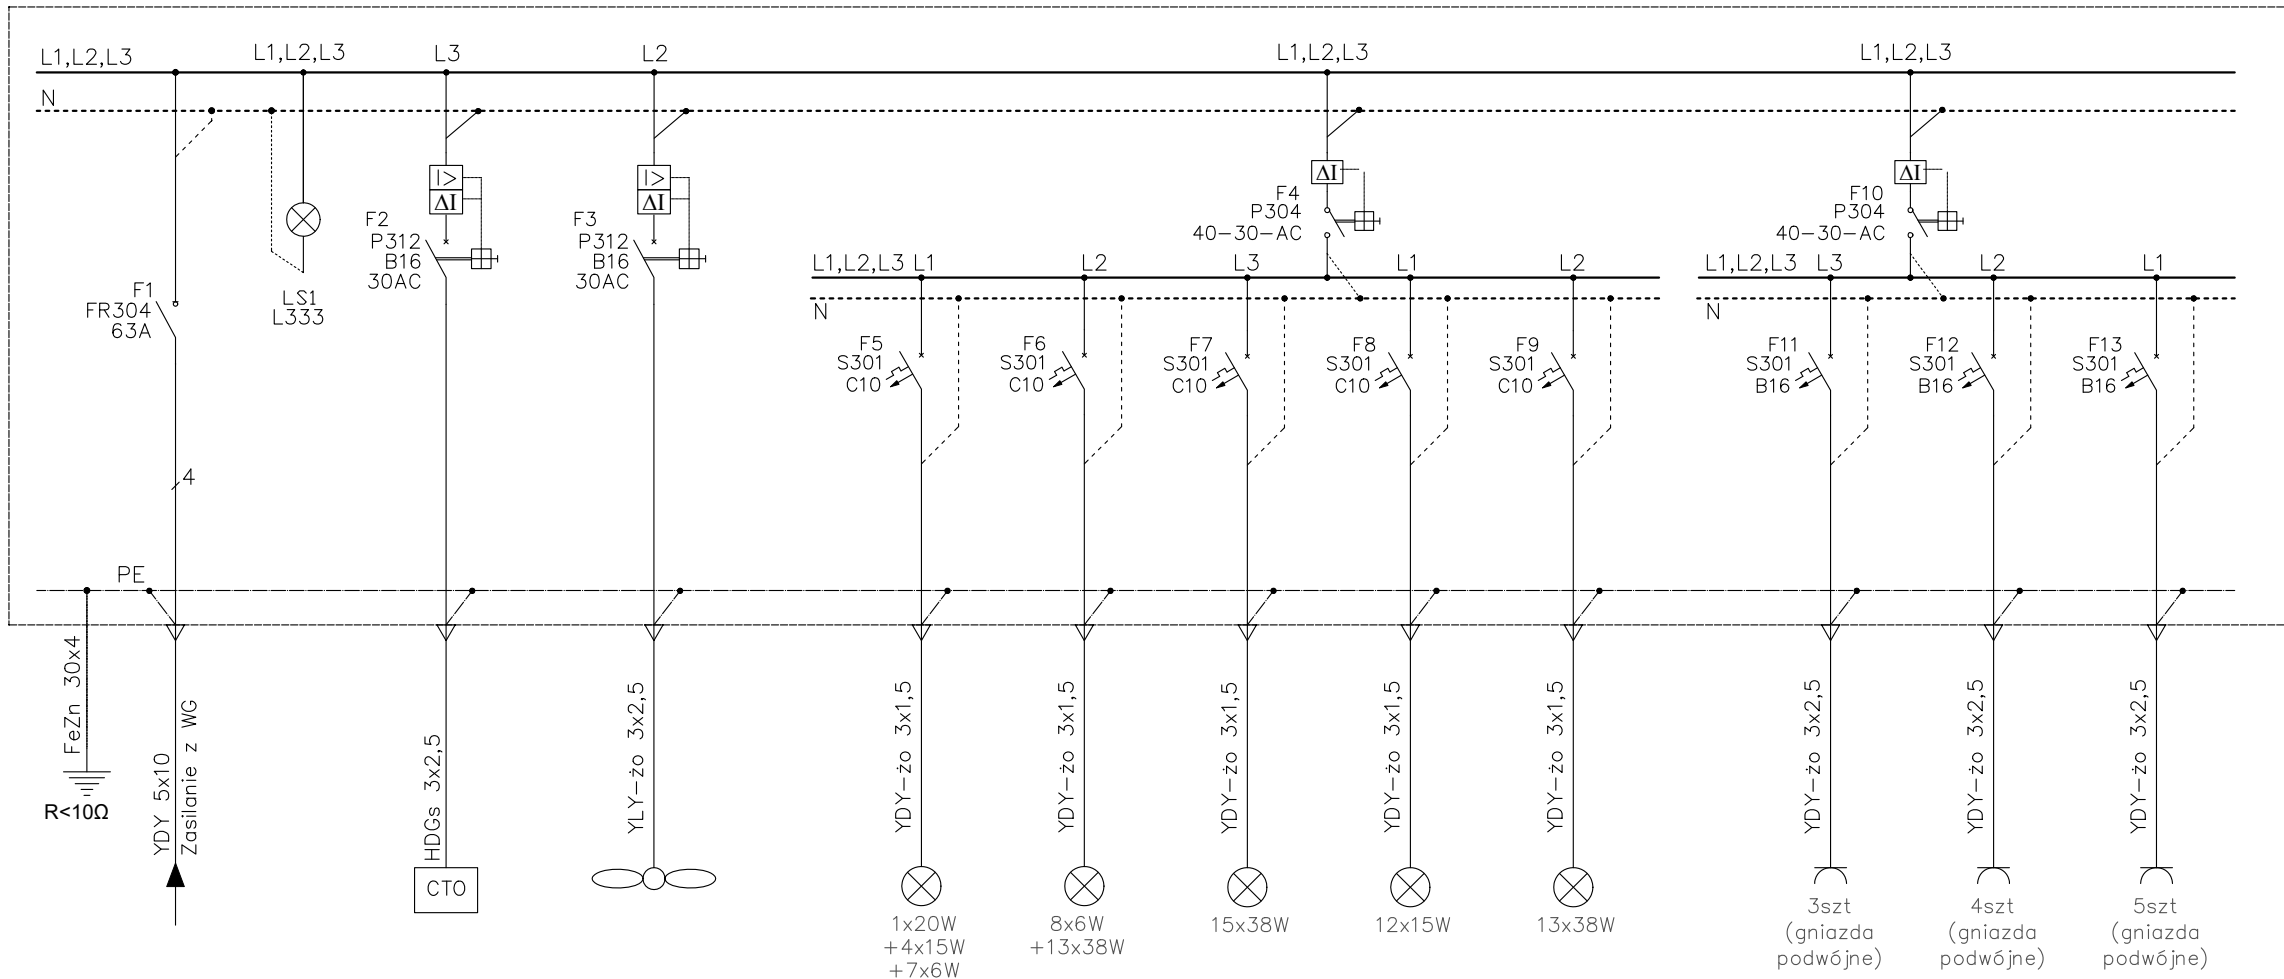 L1,L2,L3
L1,L2,L3
L3
L2
L1,L2,L3
L1,L2,L3
N
I>
ΔI
I>
ΔI
ΔI
ΔI
F1
FR304
63A
LS1
L333
F2
P312
B16
30AC
F3
P312
B16
30AC
F4
P304
40-30-AC
F10
P304
40-30-AC
L1,L2,L3
L1
L2
L3
L1
L2
N
L1,L2,L3
L3
L2
L1
N
F5
S301
C10
F6
S301
C10
F7
S301
C10
F8
S301
C10
F9
S301
C10
F11
S301
B16
F12
S301
B16
F13
S301
B16
4
PE
FeZn 30x4
R<10Ω
YDY 5x10
Zasilanie z WG
HDGs 3x2,5
CTO
YLY-żo 3x2,5
YDY-żo 3x1,5
1x20W
+4x15W
+7x6W
YDY-żo 3x1,5
8x6W
+13x38W
YDY-żo 3x1,5
15x38W
YDY-żo 3x1,5
12x15W
YDY-żo 3x1,5
13x38W
YDY-żo 3x2,5
3szt
(gniazda
podwójne)
YDY-żo 3x2,5
4szt
(gniazda
podwójne)
YDY-żo 3x2,5
5szt
(gniazda
podwójne)